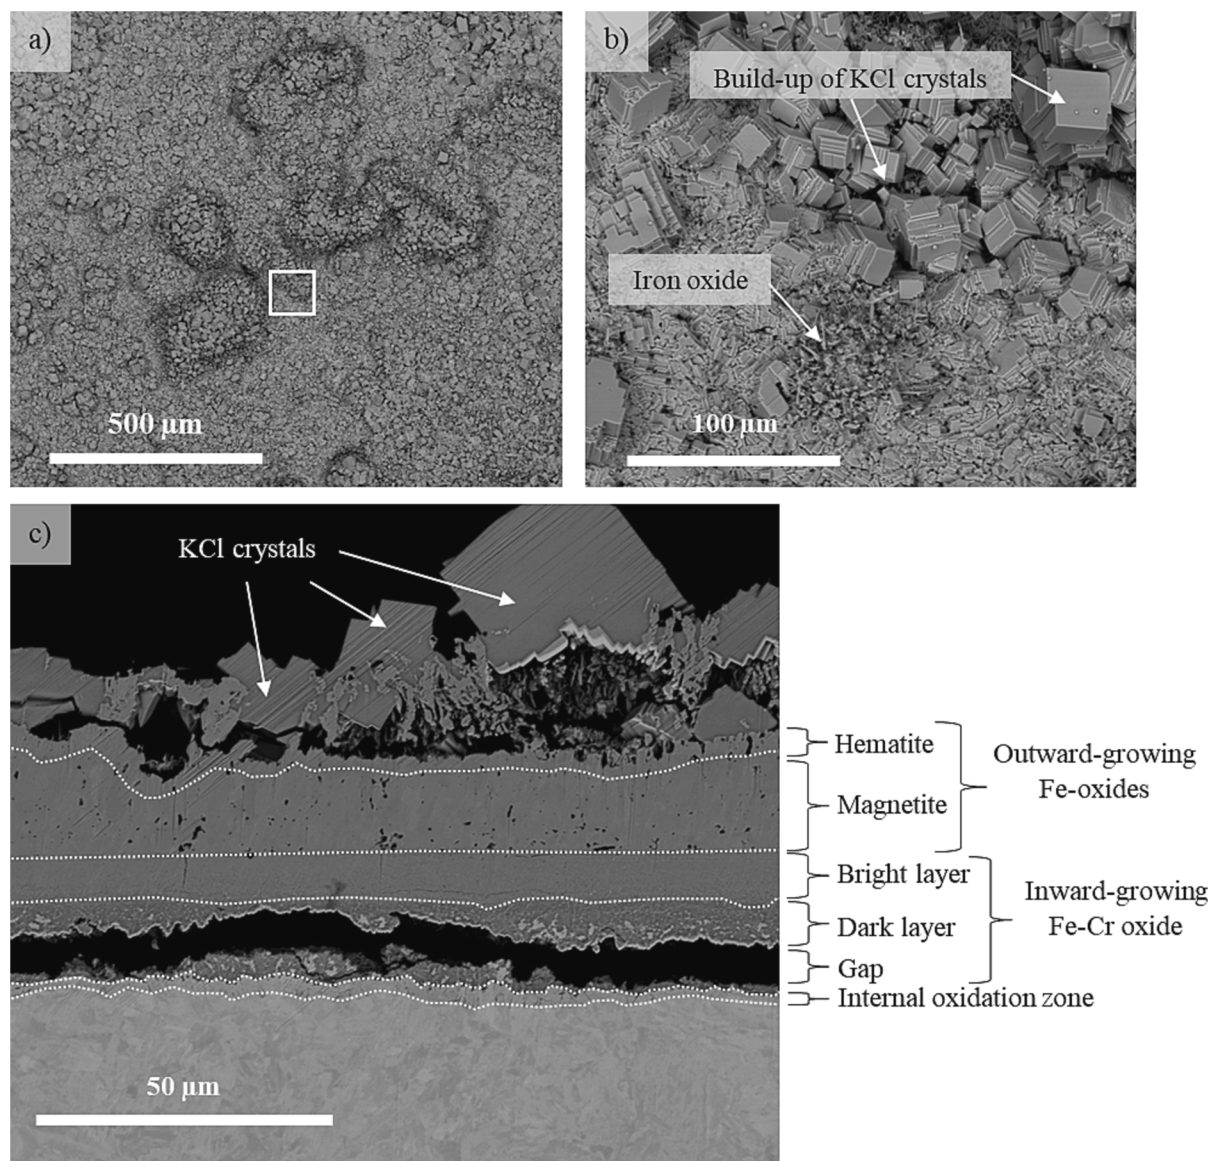 a)
500 µm
b)
Build-up of KCl crystals
Iron oxide
100 µm
c)
KCl crystals
50 µm
Hematite
Magnetite
Outward-growing
Fe-oxides
Bright layer
Dark layer
Gap
Inward-growing
Fe-Cr oxide
Internal oxidation zone